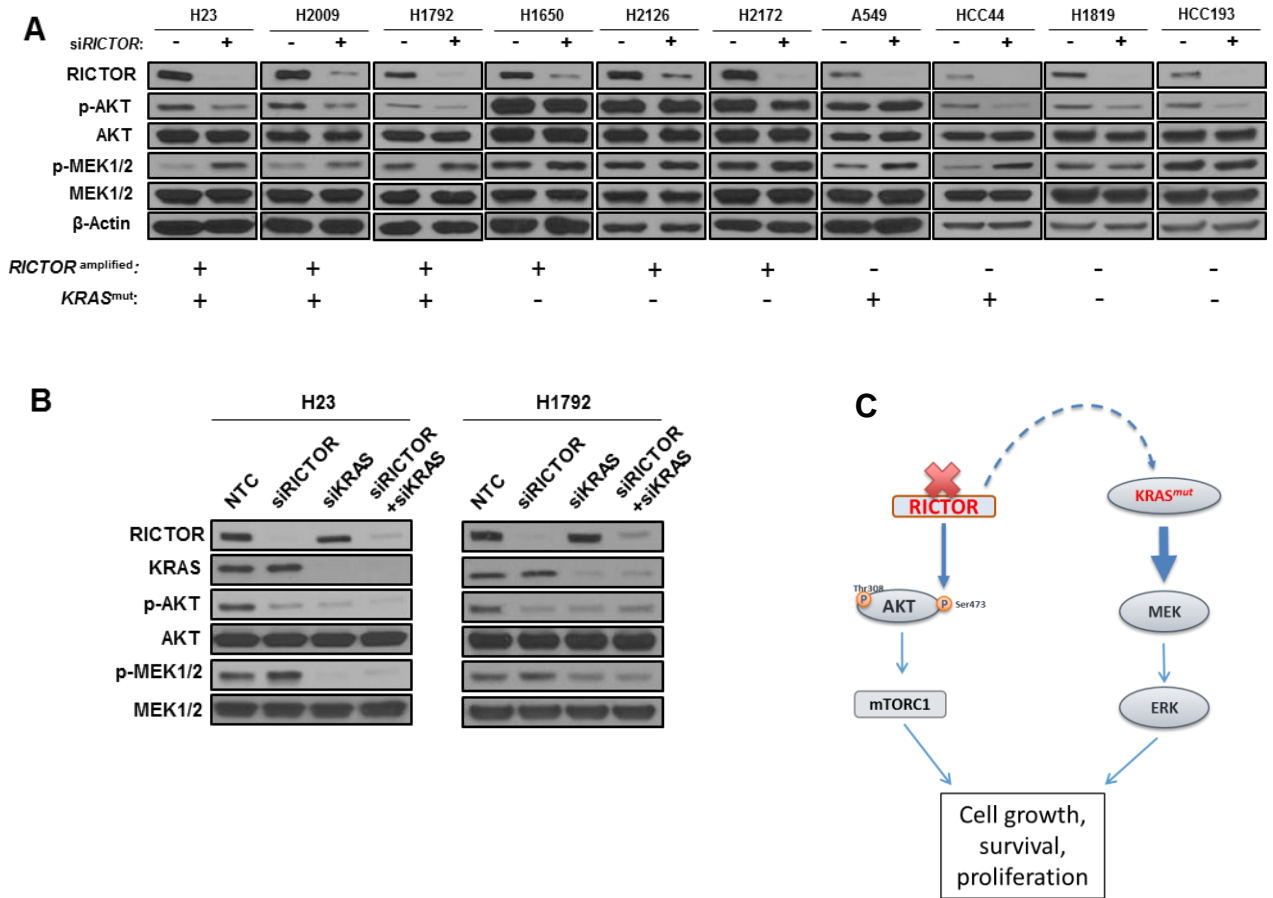 A
H23 H2009 H1792 H1650 H2126 H2172 A549 HCC44 H1819 HCC193
siRICTOR: - + - + - + - + - + - + - + - + - + - +
RICTOR
p-AKT
AKT
p-MEK1/2
MEK1/2
β-Actin
RICTOR amplified: + + + + + + - - - -
KRASmut: + + + - - - + + - -
B
H23 H1792
NTC siRICTOR siKRAS siRICTOR +siKRAS NTC siRICTOR siKRAS siRICTOR +siKRAS
RICTOR
KRAS
p-AKT
AKT
p-MEK1/2
MEK1/2
C
RICTOR
KRASmut
Thr308
P
AKT
P
Ser473
MEK
mTORC1
ERK
Cell growth,
survival,
proliferation